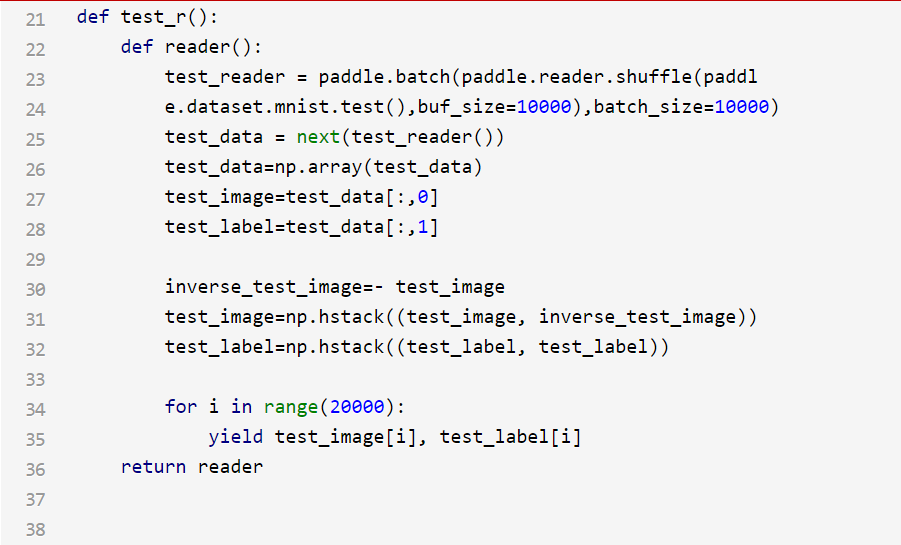 21 def test_r():
22     def reader():
23         test_reader = paddle.batch(paddle.reader.shuffle(paddl
24         e.dataset.mnist.test(),buf_size=10000),batch_size=10000)
25         test_data = next(test_reader())
26         test_data=np.array(test_data)
27         test_image=test_data[:,0]
28         test_label=test_data[:,1]
29
30         inverse_test_image=- test_image
31         test_image=np.hstack((test_image, inverse_test_image))
32         test_label=np.hstack((test_label, test_label))
33
34         for i in range(20000):
35             yield test_image[i], test_label[i]
36     return reader
37
38